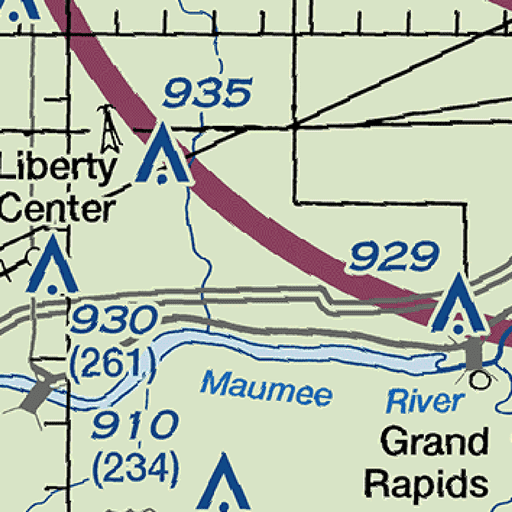 935
Liberty
Center
929
930
(261)
Maumee
River
910
(234)
Grand
Rapids